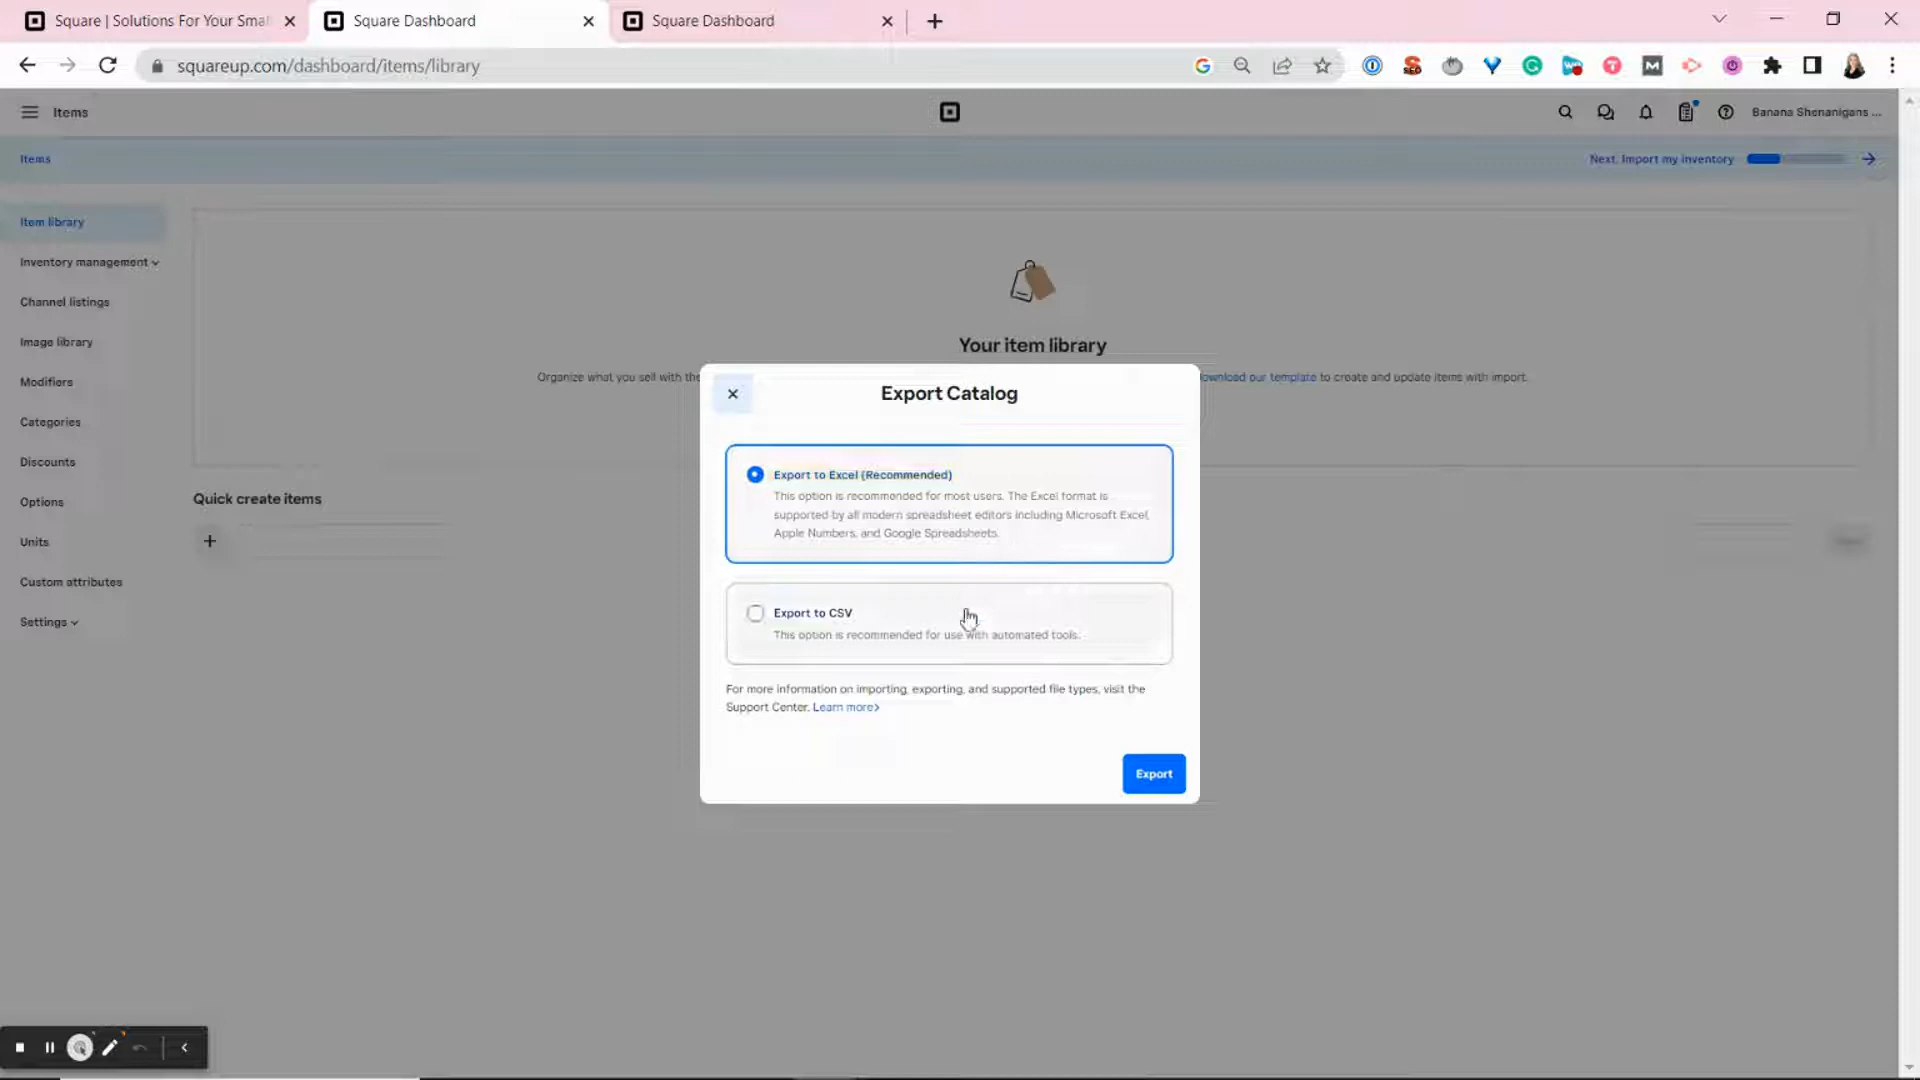 Square | Solutions For Your Smal
Square Dashboard
Square Dashboard
squareup.com/dashboard/items/library
Items
Banana Shenanigans ...
Items
Next, Import my inventory
Item library
Inventory management
Channel listings
Image library
Modifiers
Categories
Discounts
Options
Units
Custom attributes
Settings
Your item library
Organize what you sell with the
ownload our template to create and update items with import.
Quick create items
Export Catalog
Export to Excel (Recommended)
This option is recommended for most users. The Excel format is
supported by all modern spreadsheet editors including Microsoft Excel,
Apple Numbers, and Google Spreadsheets.
Export to CSV
This option is recommended for use with automated tools.
For more information on importing, exporting, and supported file types, visit the
Support Center. Learn more>
Export